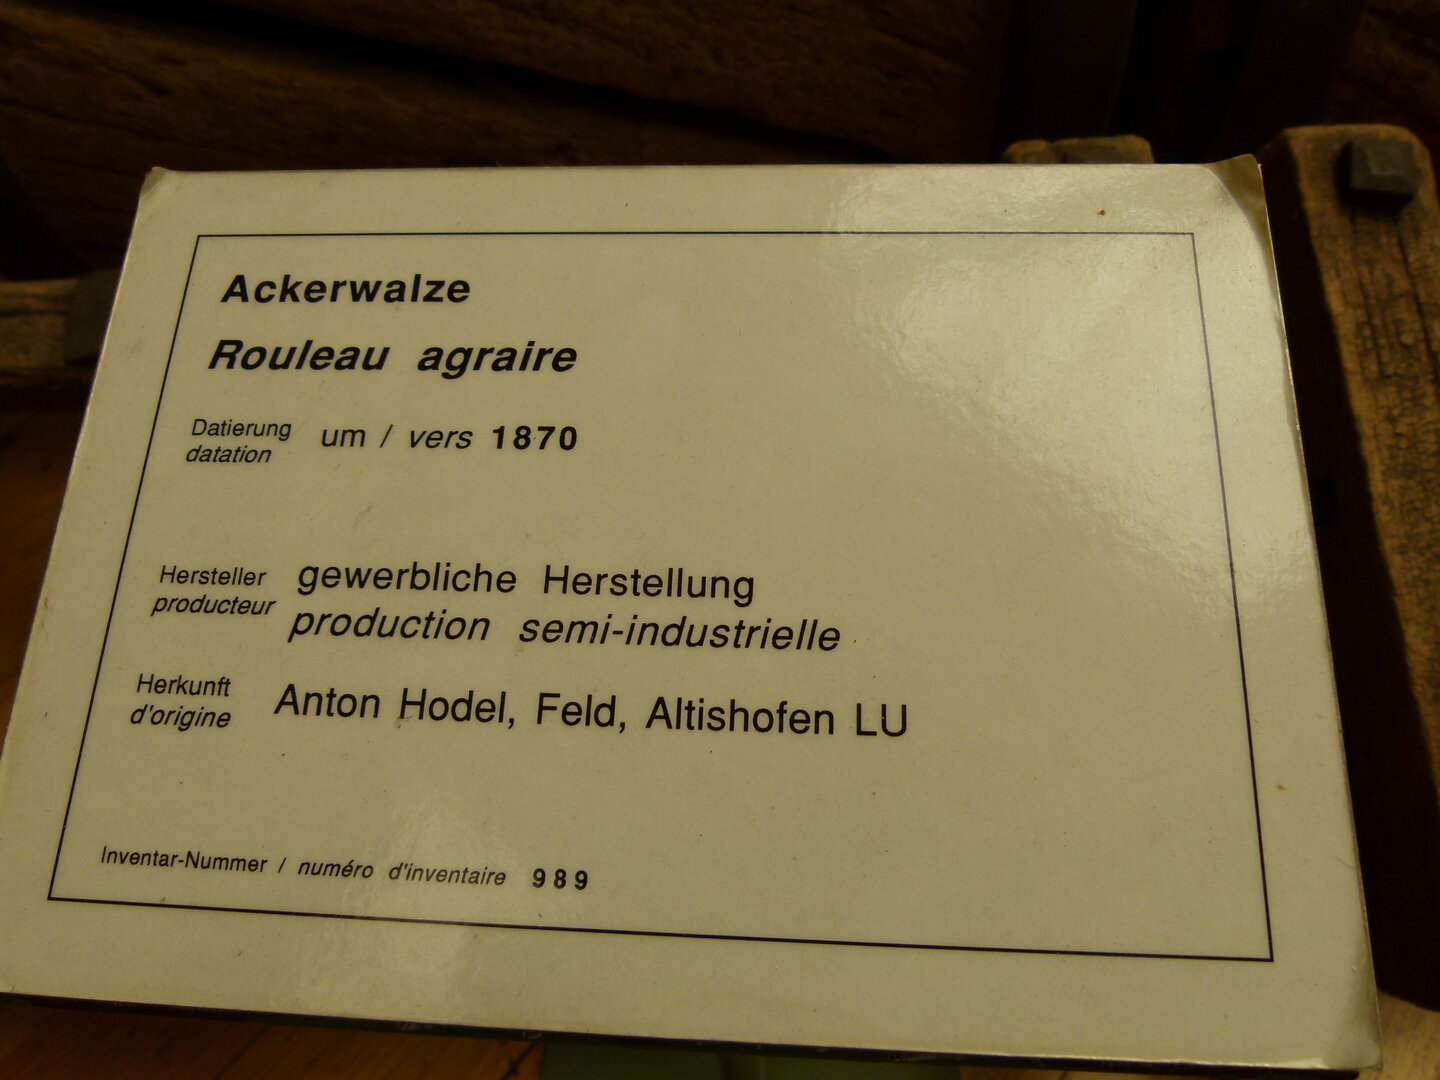 Ackerwalze
Rouleau agraire
Datierung um / vers 1870
datation
Hersteller gewerbliche Herstellung
producteur production semi-industrielle
Herkunft Anton Hodel, Feld, Altishofen LU
d'origine
Inventar-Nummer / numéro d'inventaire 989